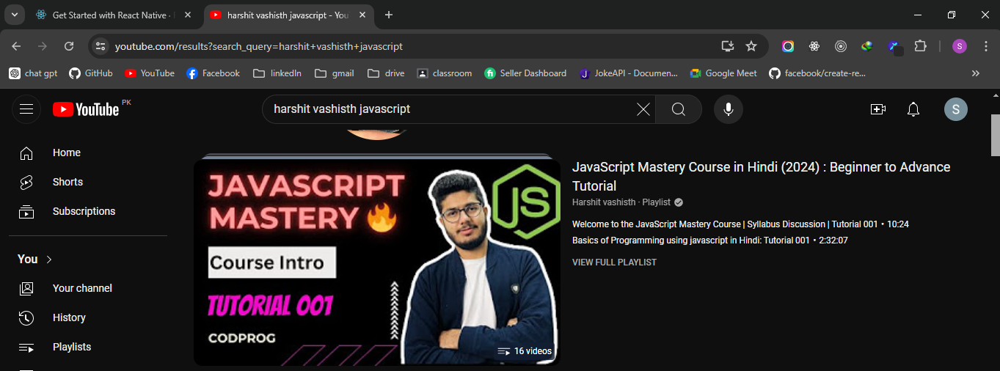 Get Started with React Native ·
harshit vashisth javascript - You
youtube.com/results?search_query=harshit+vashisth+javascript
S
chat gpt
GitHub
YouTube
Facebook
linkedIn
gmail
drive
classroom
Seller Dashboard
JokeAPI - Documen...
Google Meet
facebook/create-re...
YouTube PK
harshit vashisth javascript
S
Home
Shorts
Subscriptions
You
Your channel
History
Playlists
JAVASCRIPT
MASTERY
Course Intro
TUTORIAL 001
CODPROG
JS
16 videos
JavaScript Mastery Course in Hindi (2024) : Beginner to Advance
Tutorial
Harshit vashisth · Playlist
Welcome to the JavaScript Mastery Course | Syllabus Discussion | Tutorial 001 • 10:24
Basics of Programming using javascript in Hindi: Tutorial 001 • 2:32:07
VIEW FULL PLAYLIST